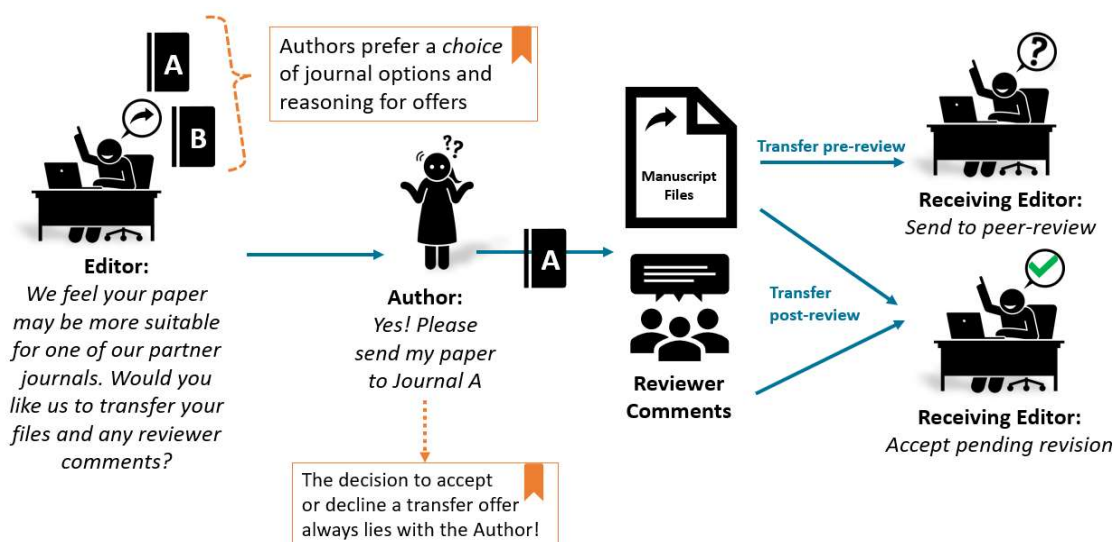 A
B
Authors prefer a choice
of journal options and
reasoning for offers
Editor:
We feel your paper
may be more suitable
for one of our partner
journals. Would you
like us to transfer your
files and any reviewer
comments?
??
?
Author:
Yes! Please
send my paper
to Journal A
The decision to accept
or decline a transfer offer
always lies with the Author!
A
Manuscript
Files
Reviewer
Comments
Transfer pre-review
Transfer
post-review
?
Receiving Editor:
Send to peer-review
Receiving Editor:
Accept pending revision